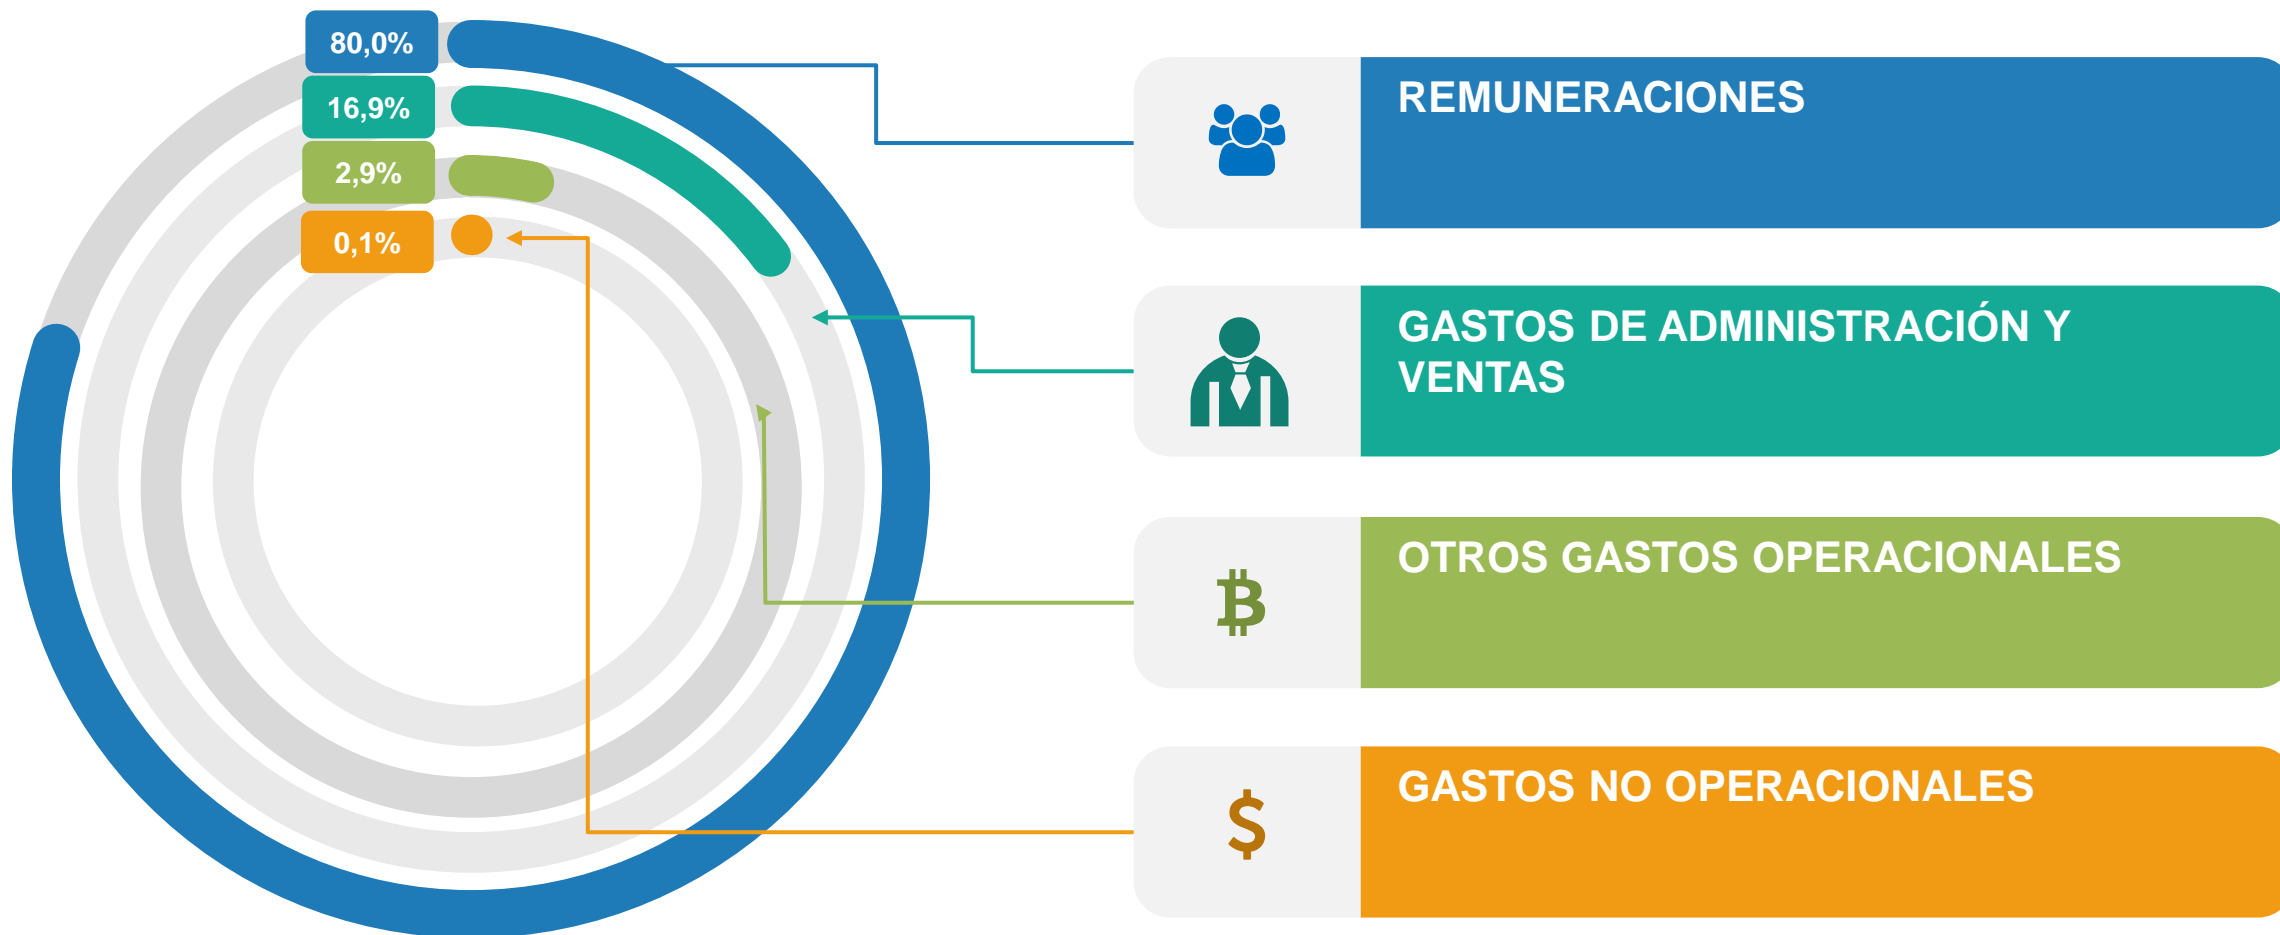 80,0%
16,9%
2,9%
0,1%
REMUNERACIONES
GASTOS DE ADMINISTRACIÓN Y
VENTAS
OTROS GASTOS OPERACIONALES
GASTOS NO OPERACIONALES